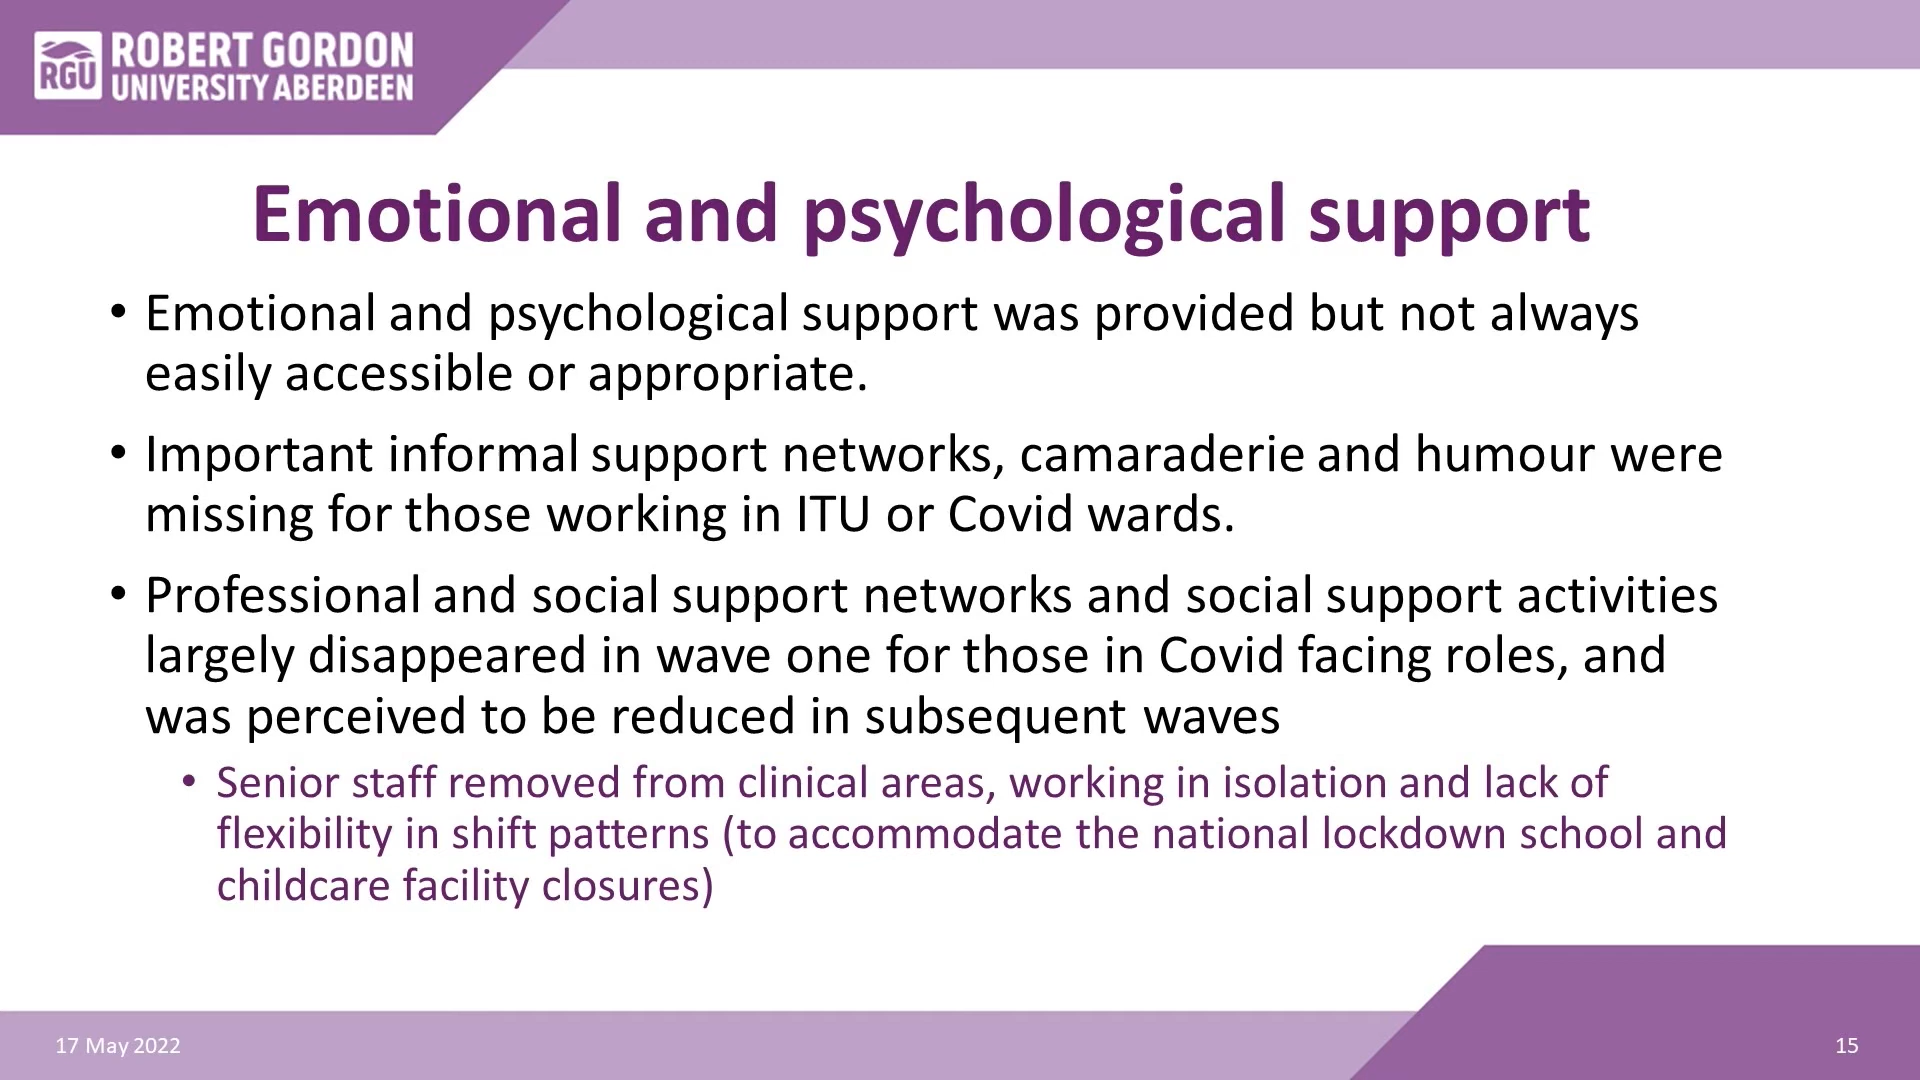 RGU
ROBERT GORDON
UNIVERSITY ABERDEEN
Emotional and psychological support
• Emotional and psychological support was provided but not always
easily accessible or appropriate.
• Important informal support networks, camaraderie and humour were
missing for those working in ITU or Covid wards.
• Professional and social support networks and social support activities
largely disappeared in wave one for those in Covid facing roles, and
was perceived to be reduced in subsequent waves
• Senior staff removed from clinical areas, working in isolation and lack of
flexibility in shift patterns (to accommodate the national lockdown school and
childcare facility closures)
17 May 2022
15